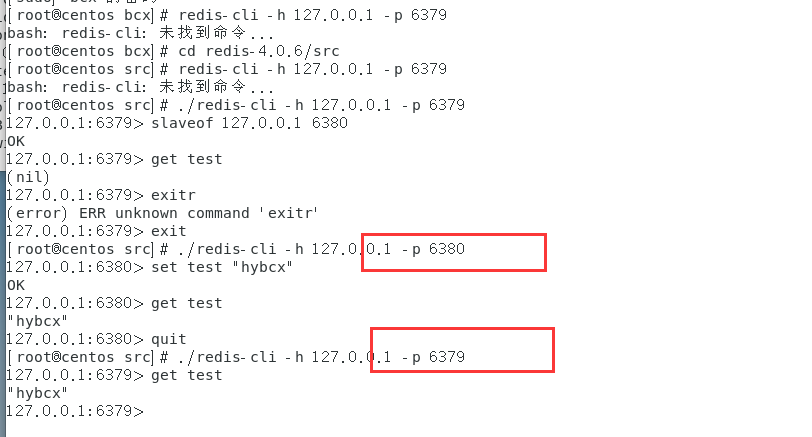 [root@centos bcx]# redis-cli -h 127.0.0.1 -p 6379
bash: redis-cli: 未找到命令...
[root@centos bcx]# cd redis-4.0.6/src
[root@centos src]# redis-cli -h 127.0.0.1 -p 6379
bash: redis-cli: 未找到命令...
[root@centos src]# ./redis-cli -h 127.0.0.1 -p 6379
127.0.0.1:6379> slaveof 127.0.0.1 6380
OK
127.0.0.1:6379> get test
(nil)
127.0.0.1:6379> exitr
(error) ERR unknown command 'exitr'
127.0.0.1:6379> exit
[root@centos src]# ./redis-cli -h 127.0.0.1 -p 6380
127.0.0.1:6380> set test "hybcx"
OK
127.0.0.1:6380> get test
"hybcx"
127.0.0.1:6380> quit
[root@centos src]# ./redis-cli -h 127.0.0.1 -p 6379
127.0.0.1:6379> get test
"hybcx"
127.0.0.1:6379>